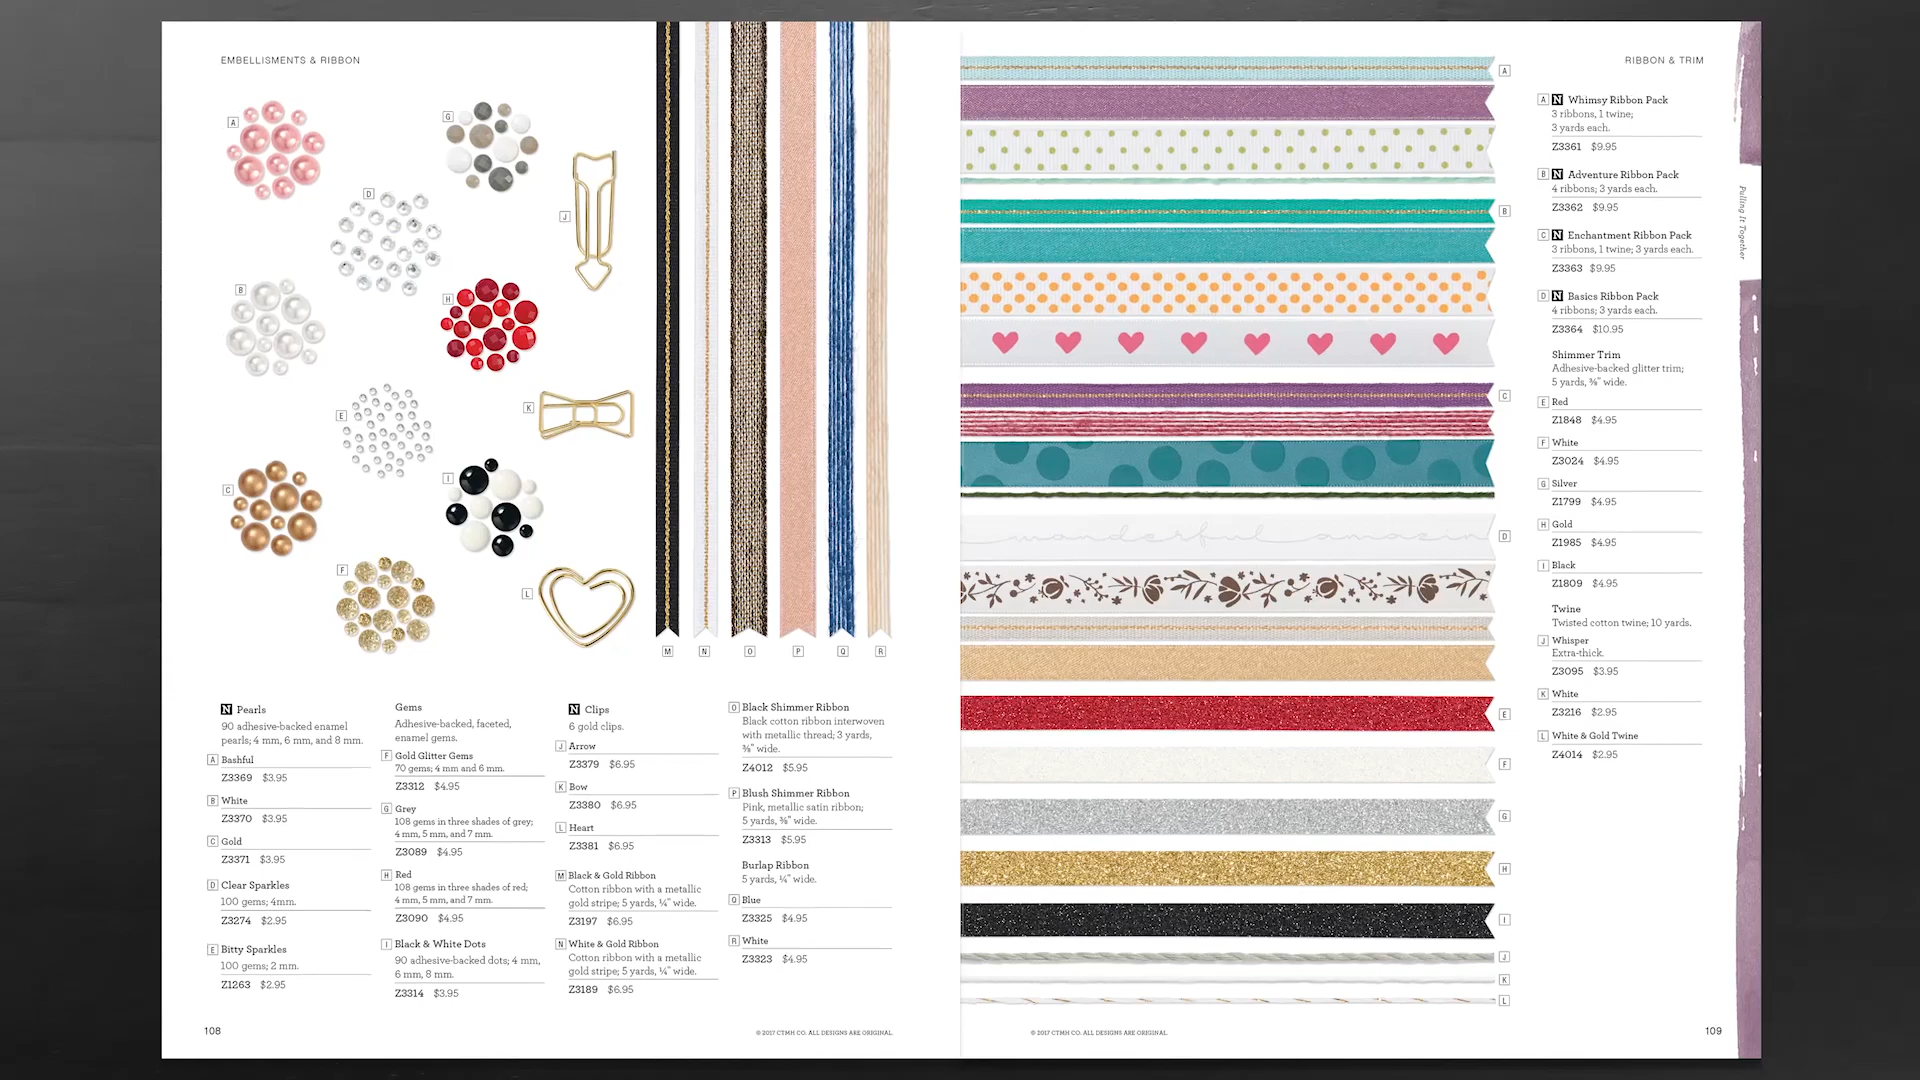 EMBELLISMENTS & RIBBON
A
G
D
J
B
H
K
E
C
I
F
L
M N O P Q R
N Pearls
90 adhesive-backed enamel
pearls; 4 mm, 6 mm, and 8 mm.
A Bashful
Z3369 $3.95
B White
Z3370 $3.95
C Gold
Z3371 $3.95
D Clear Sparkles
100 gems; 4mm.
Z3274 $2.95
E Bitty Sparkles
100 gems; 2 mm.
Z1263 $2.95
Gems
Adhesive-backed, faceted,
enamel gems.
F Gold Glitter Gems
70 gems; 4 mm and 6 mm.
Z3312 $4.95
G Grey
108 gems in three shades of grey;
4 mm, 5 mm, and 7 mm.
Z3089 $4.95
H Red
108 gems in three shades of red;
4 mm, 5 mm, and 7 mm.
Z3090 $4.95
I Black & White Dots
90 adhesive-backed dots; 4 mm,
6 mm, 8 mm.
Z3314 $3.95
N Clips
6 gold clips.
J Arrow
Z3379 $6.95
K Bow
Z3380 $6.95
L Heart
Z3381 $6.95
M Black & Gold Ribbon
Cotton ribbon with a metallic
gold stripe; 5 yards, ¼" wide.
Z3197 $6.95
N White & Gold Ribbon
Cotton ribbon with a metallic
gold stripe; 5 yards, ¼" wide.
Z3189 $6.95
O Black Shimmer Ribbon
Black cotton ribbon interwoven
with metallic thread; 3 yards,
⅜" wide.
Z4012 $5.95
P Blush Shimmer Ribbon
Pink, metallic satin ribbon;
5 yards, ⅜" wide.
Z3313 $5.95
Burlap Ribbon
5 yards, ¼" wide.
Q Blue
Z3325 $4.95
R White
Z3323 $4.95
108
© 2017 CTMH CO. ALL DESIGNS ARE ORIGINAL.
RIBBON & TRIM
A
B
C
wonderful amazin
D
E
F
G
H
I
J
K
L
A N Whimsy Ribbon Pack
3 ribbons, 1 twine;
3 yards each.
Z3361 $9.95
B N Adventure Ribbon Pack
4 ribbons; 3 yards each.
Z3362 $9.95
C N Enchantment Ribbon Pack
3 ribbons, 1 twine; 3 yards each.
Z3363 $9.95
D N Basics Ribbon Pack
4 ribbons; 3 yards each.
Z3364 $10.95
Shimmer Trim
Adhesive-backed glitter trim;
5 yards, ⅜" wide.
E Red
Z1848 $4.95
F White
Z3024 $4.95
G Silver
Z1799 $4.95
H Gold
Z1985 $4.95
I Black
Z1809 $4.95
Twine
Twisted cotton twine; 10 yards.
J Whisper
Extra-thick.
Z3095 $3.95
K White
Z3216 $2.95
L White & Gold Twine
Z4014 $2.95
Pulling It Together
© 2017 CTMH CO. ALL DESIGNS ARE ORIGINAL.
109